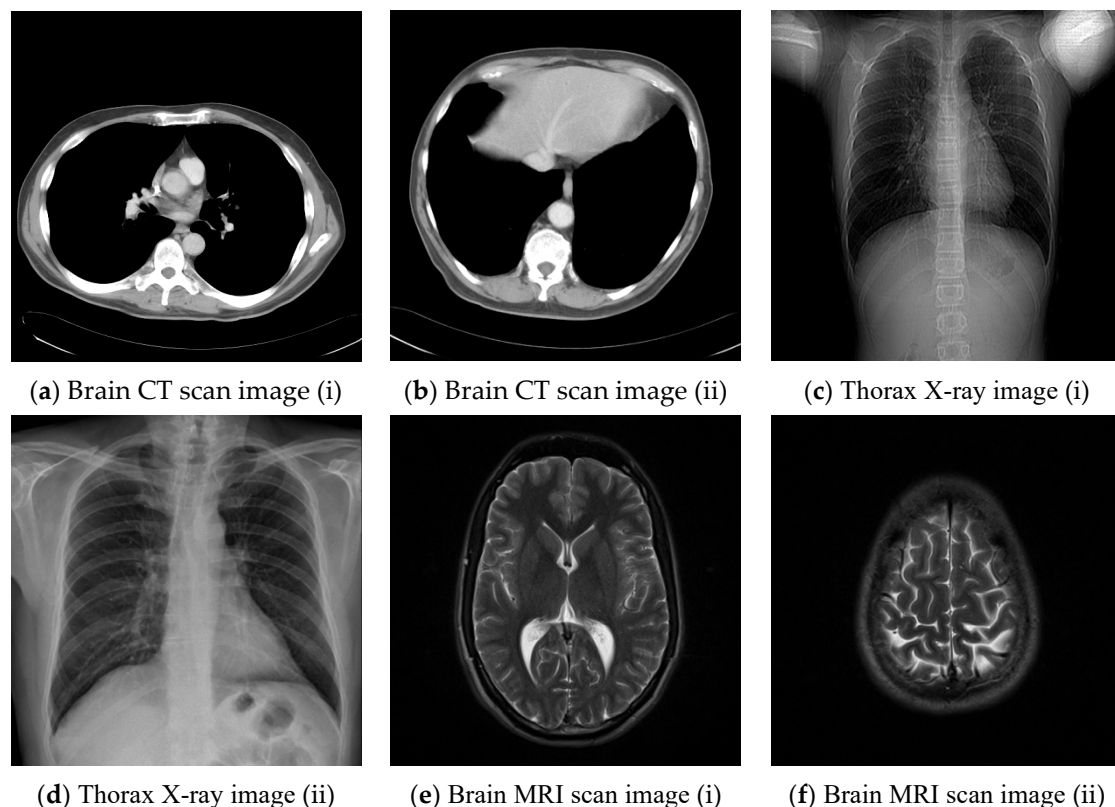 (a) Brain CT scan image (i)
(b) Brain CT scan image (ii)
(c) Thorax X-ray image (i)
(d) Thorax X-ray image (ii)
(e) Brain MRI scan image (i)
(f) Brain MRI scan image (ii)